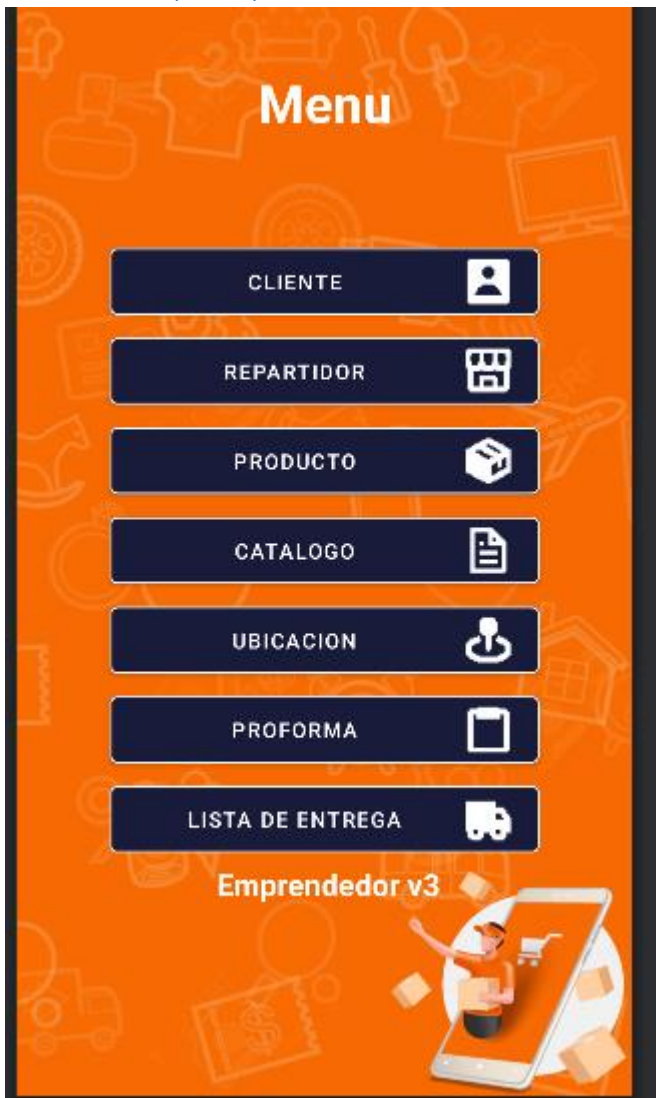 Menu
CLIENTE
REPARTIDOR
PRODUCTO
CATALOGO
UBICACION
PROFORMA
LISTA DE ENTREGA
Emprendedor v3